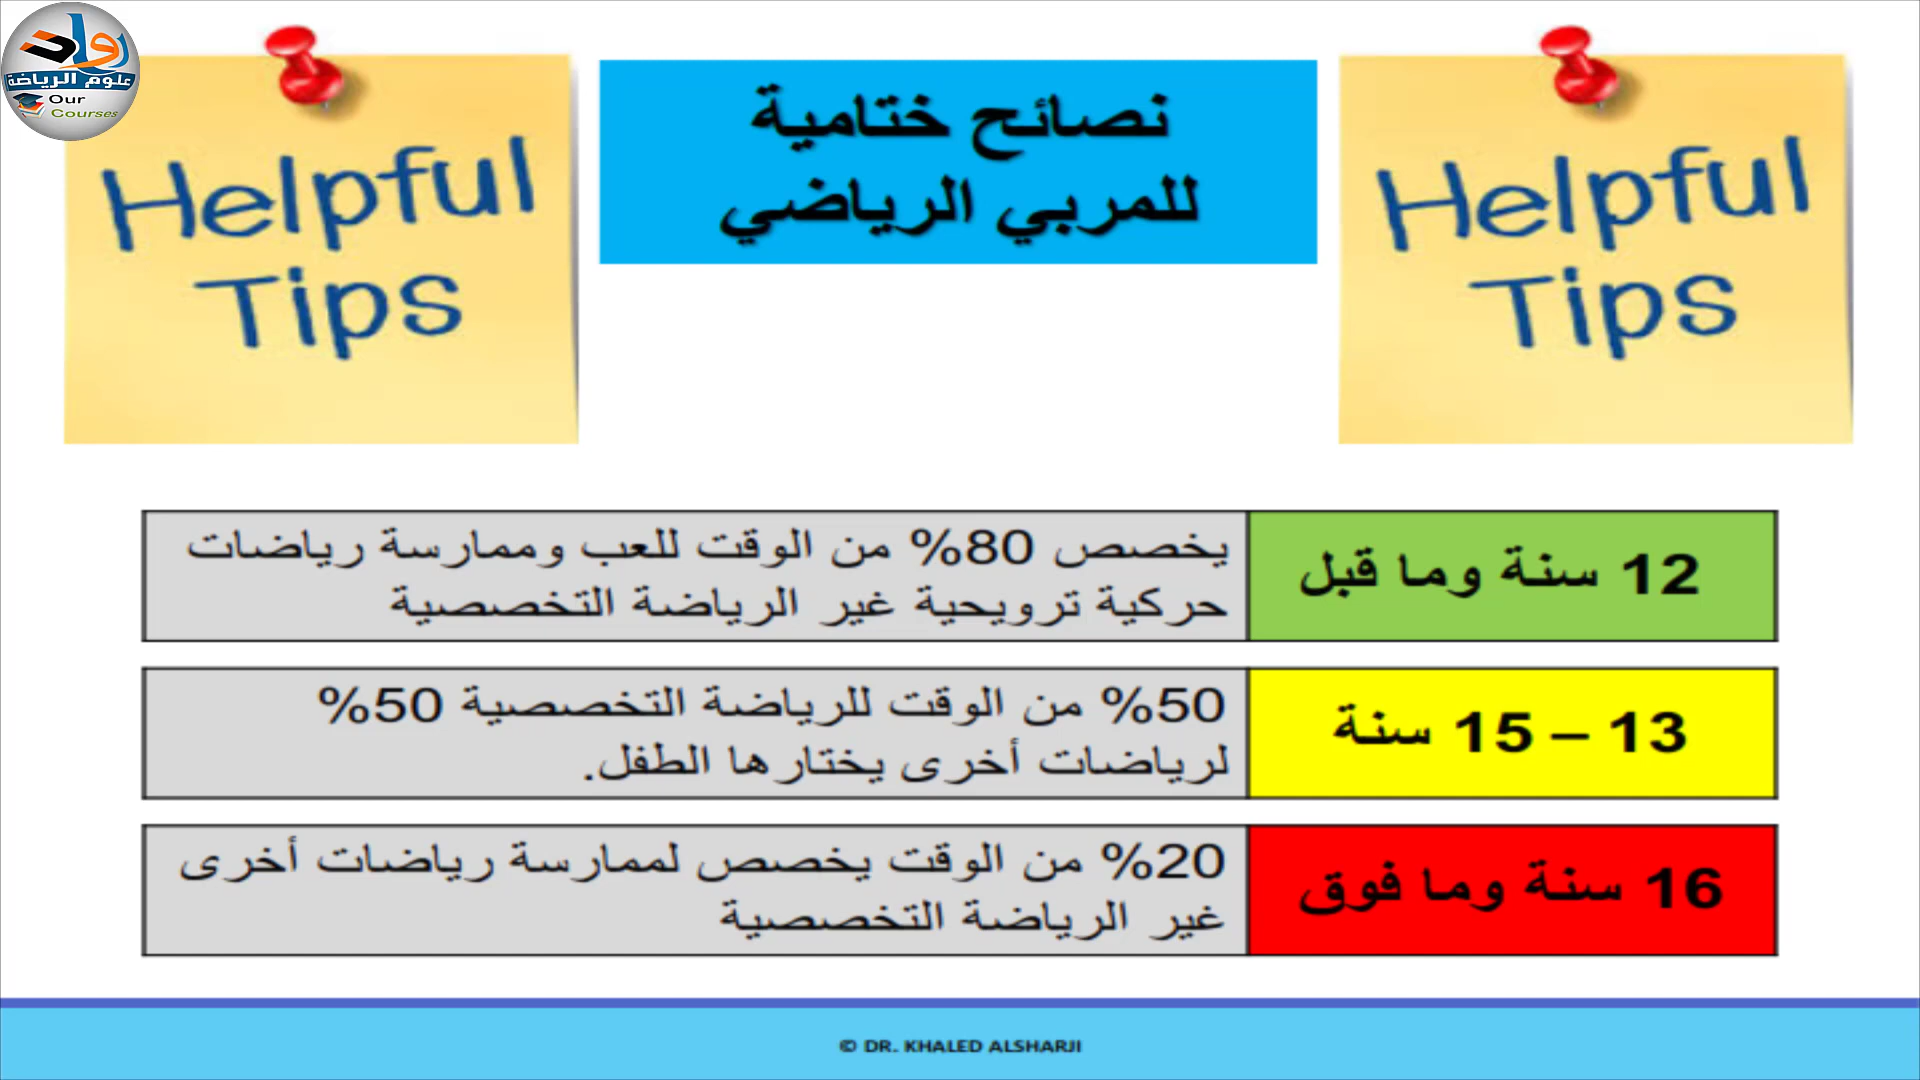 رواد
علوم الرياضة
Our
Courses
Helpful
Tips
نصائح ختامية
للمربي الرياضي
Helpful
Tips
12 سنة وما قبل
يخصص 80% من الوقت للعب وممارسة رياضات
حركية ترويحية غير الرياضة التخصصية
13 – 15 سنة
50% من الوقت للرياضة التخصصية 50%
لرياضات أخرى يختارها الطفل.
16 سنة وما فوق
20% من الوقت يخصص لممارسة رياضات أخرى
غير الرياضة التخصصية
© DR. KHALED ALSHARJI